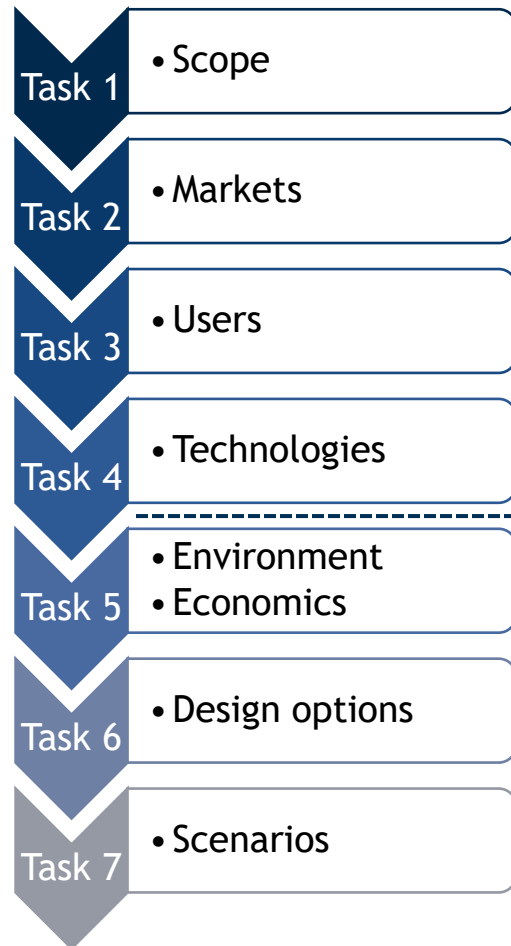 Task 1
• Scope
Task 2
• Markets
Task 3
• Users
Task 4
• Technologies
Task 5
• Environment
• Economics
Task 6
• Design options
Task 7
• Scenarios